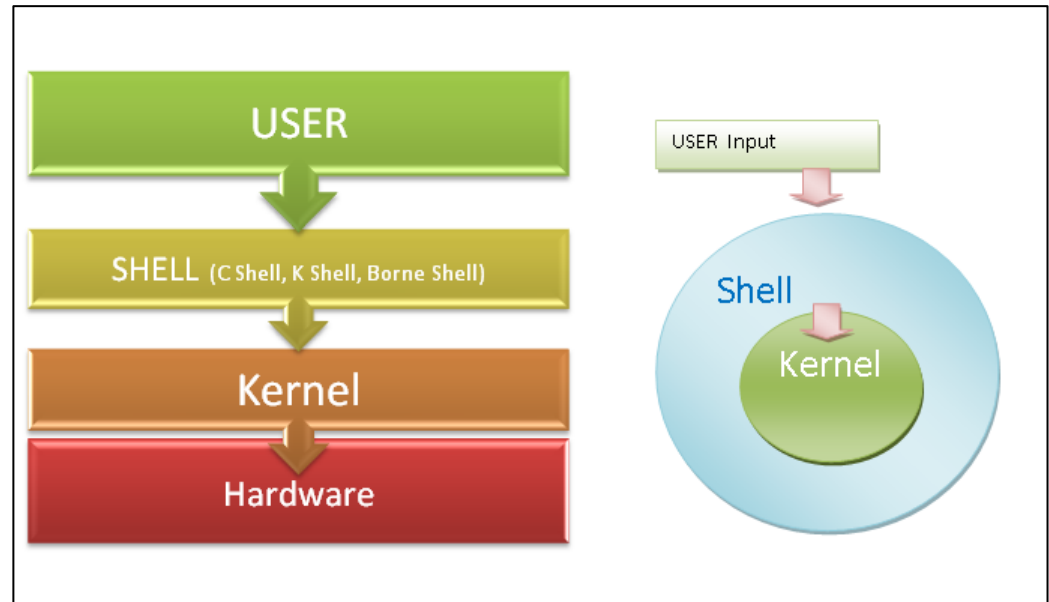 USER
SHELL (C Shell, K Shell, Borne Shell)
Kernel
Hardware
USER Input
Shell
Kernel